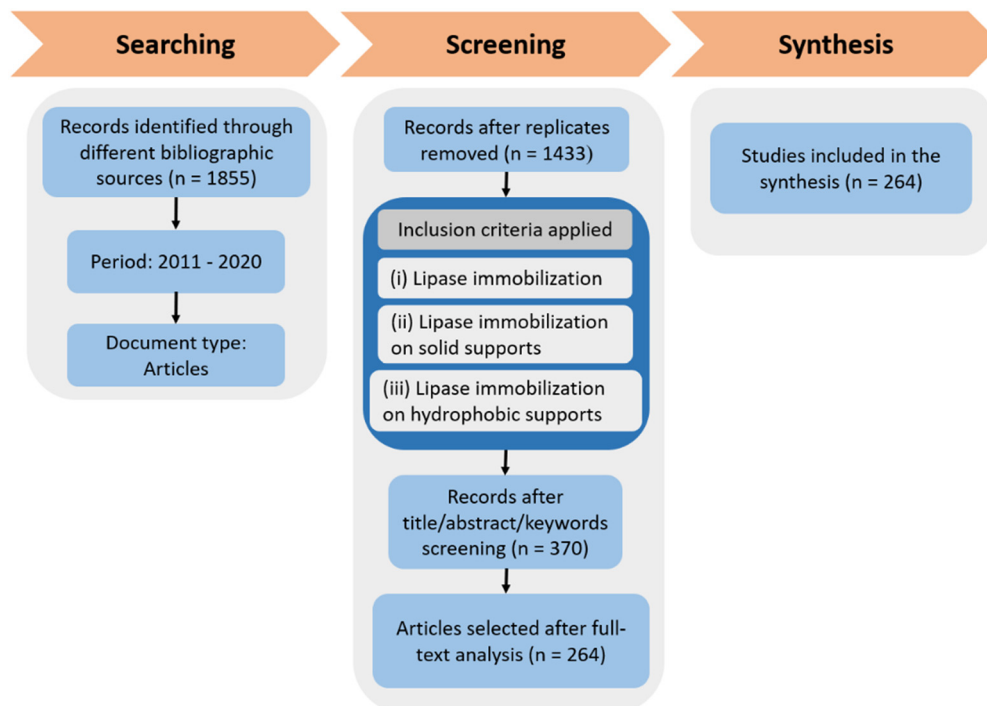 Searching
Records identified through
different bibliographic
sources (n = 1855)
Period: 2011 - 2020
Document type:
Articles
Screening
Records after replicates
removed (n = 1433)
Inclusion criteria applied
(i) Lipase immobilization
(ii) Lipase immobilization
on solid supports
(iii) Lipase immobilization
on hydrophobic supports
Records after
title/abstract/keywords
screening (n = 370)
Articles selected after full-
text analysis (n = 264)
Synthesis
Studies included in the
synthesis (n = 264)